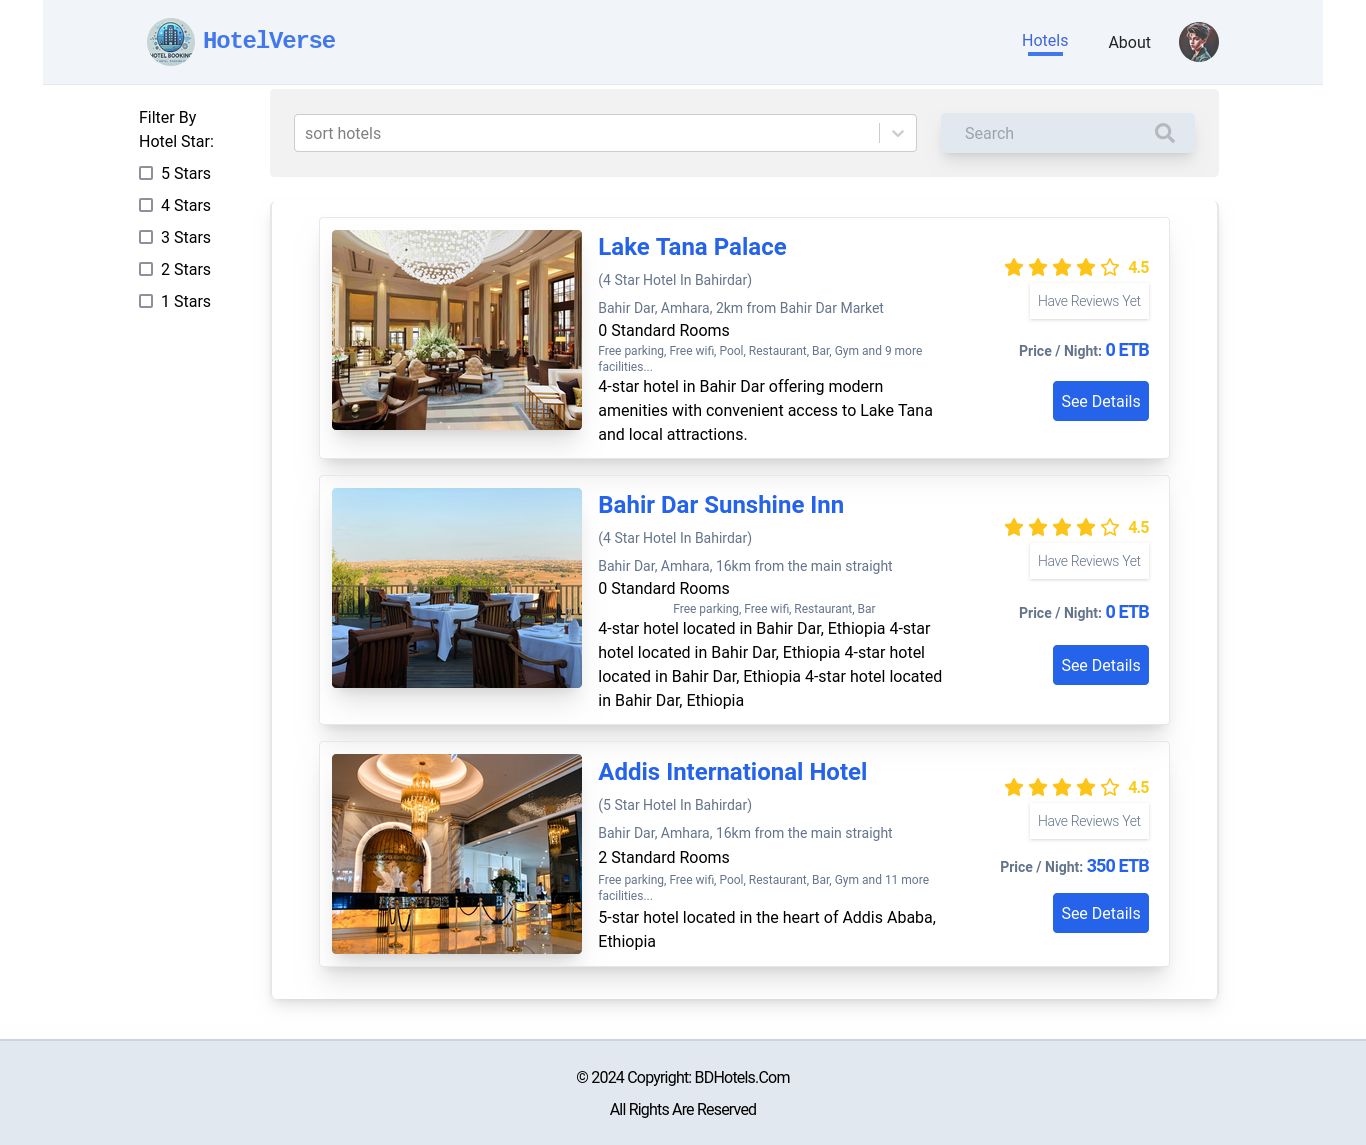 HOTEL BOOKING
HotelVerse
Hotels
About
Filter By
Hotel Star:
5 Stars
4 Stars
3 Stars
2 Stars
1 Stars
sort hotels
Search
Lake Tana Palace
(4 Star Hotel In Bahirdar)
Bahir Dar, Amhara, 2km from Bahir Dar Market
0 Standard Rooms
Free parking, Free wifi, Pool, Restaurant, Bar, Gym and 9 more
facilities...
4-star hotel in Bahir Dar offering modern
amenities with convenient access to Lake Tana
and local attractions.
4.5
Have Reviews Yet
Price / Night: 0 ETB
See Details
Bahir Dar Sunshine Inn
(4 Star Hotel In Bahirdar)
Bahir Dar, Amhara, 16km from the main straight
0 Standard Rooms
Free parking, Free wifi, Restaurant, Bar
4-star hotel located in Bahir Dar, Ethiopia 4-star
hotel located in Bahir Dar, Ethiopia 4-star hotel
located in Bahir Dar, Ethiopia 4-star hotel located
in Bahir Dar, Ethiopia
4.5
Have Reviews Yet
Price / Night: 0 ETB
See Details
Addis International Hotel
(5 Star Hotel In Bahirdar)
Bahir Dar, Amhara, 16km from the main straight
2 Standard Rooms
Free parking, Free wifi, Pool, Restaurant, Bar, Gym and 11 more
facilities...
5-star hotel located in the heart of Addis Ababa,
Ethiopia
4.5
Have Reviews Yet
Price / Night: 350 ETB
See Details
© 2024 Copyright: BDHotels.Com
All Rights Are Reserved